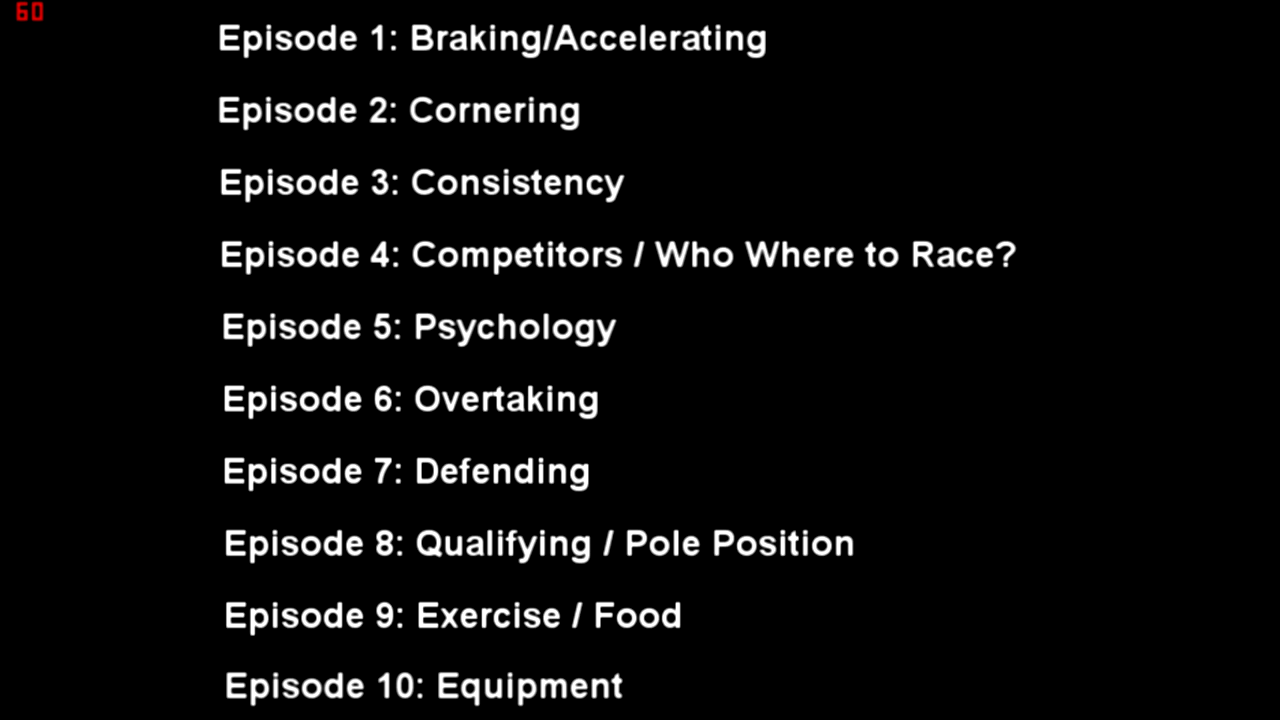 60
Episode 1: Braking/Accelerating
Episode 2: Cornering
Episode 3: Consistency
Episode 4: Competitors / Who Where to Race?
Episode 5: Psychology
Episode 6: Overtaking
Episode 7: Defending
Episode 8: Qualifying / Pole Position
Episode 9: Exercise / Food
Episode 10: Equipment